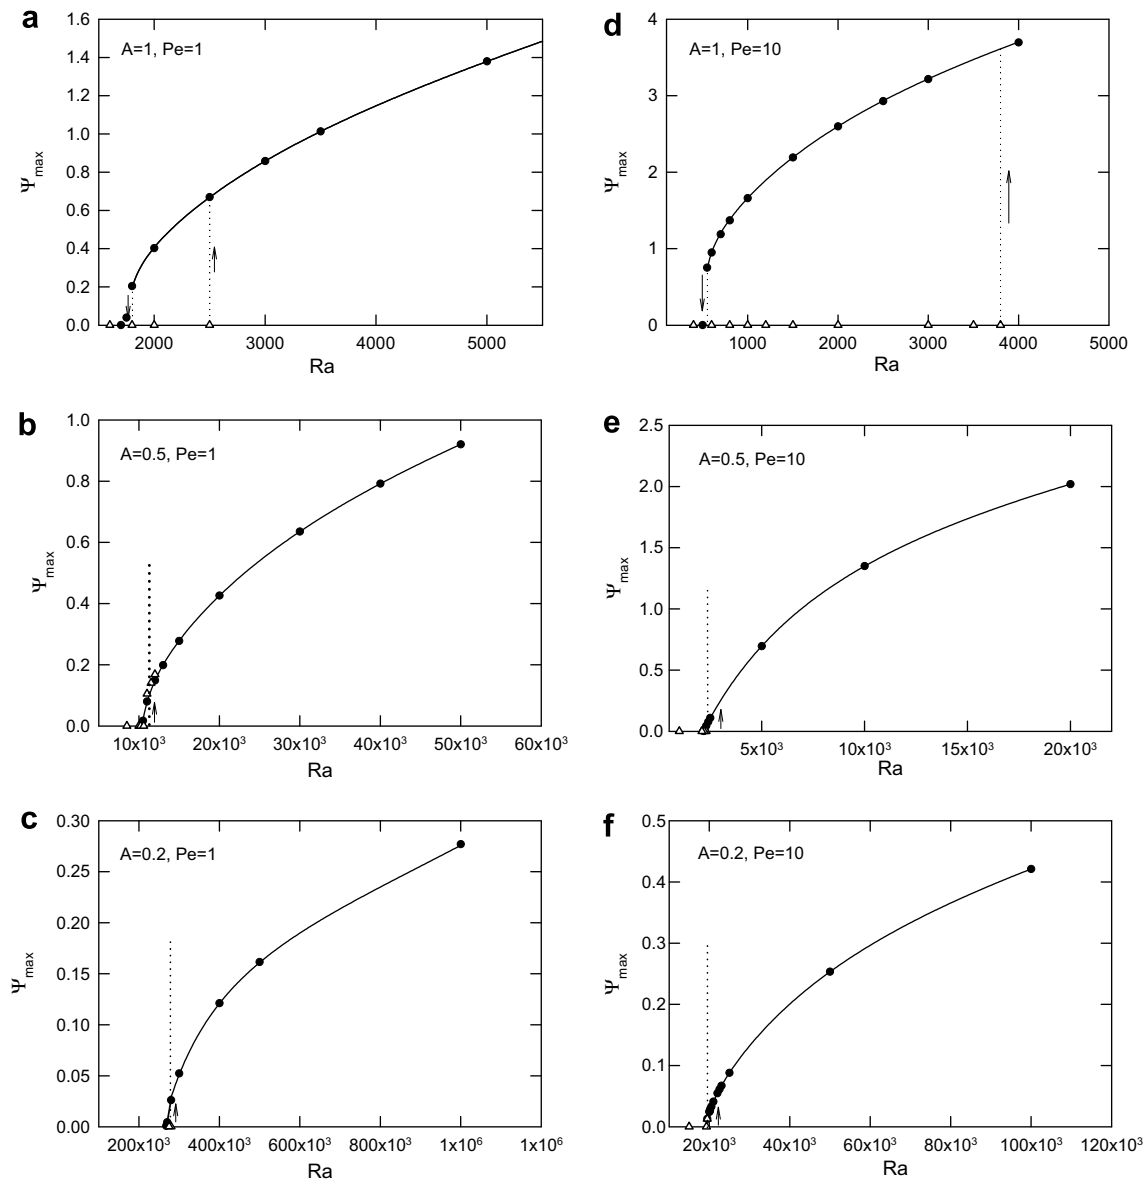 a
A=1, Pe=1
1.6
1.4
1.2
1.0
0.8
0.6
0.4
0.2
0.0
Ψmax
2000 3000 4000 5000
Ra
d
A=1, Pe=10
4
3
2
1
0
Ψmax
1000 2000 3000 4000 5000
Ra
b
A=0.5, Pe=1
1.0
0.8
0.6
0.4
0.2
0.0
Ψmax
10x10³ 20x10³ 30x10³ 40x10³ 50x10³ 60x10³
Ra
e
A=0.5, Pe=10
2.5
2.0
1.5
1.0
0.5
0.0
Ψmax
5x10³ 10x10³ 15x10³ 20x10³
Ra
c
A=0.2, Pe=1
0.30
0.25
0.20
0.15
0.10
0.05
0.00
Ψmax
200x10³ 400x10³ 600x10³ 800x10³ 1x10⁶ 1x10⁶
Ra
f
A=0.2, Pe=10
0.5
0.4
0.3
0.2
0.1
0.0
Ψmax
20x10³ 40x10³ 60x10³ 80x10³ 100x10³ 120x10³
Ra